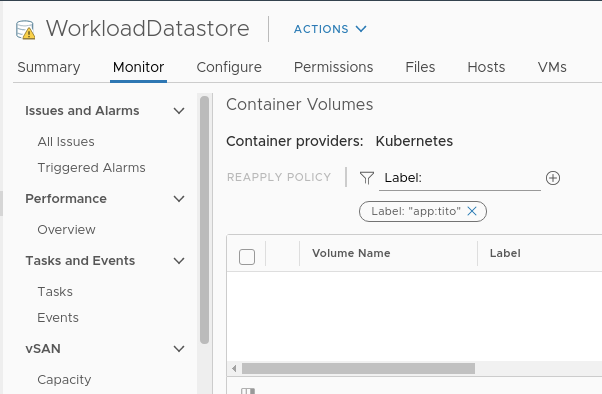 WorkloadDatastore
ACTIONS
Summary Monitor Configure Permissions Files Hosts VMs
Issues and Alarms
All Issues
Triggered Alarms
Performance
Overview
Tasks and Events
Tasks
Events
vSAN
Capacity
Container Volumes
Container providers: Kubernetes
REAPPLY POLICY
Label:
Label: "app:tito"
Volume Name Label